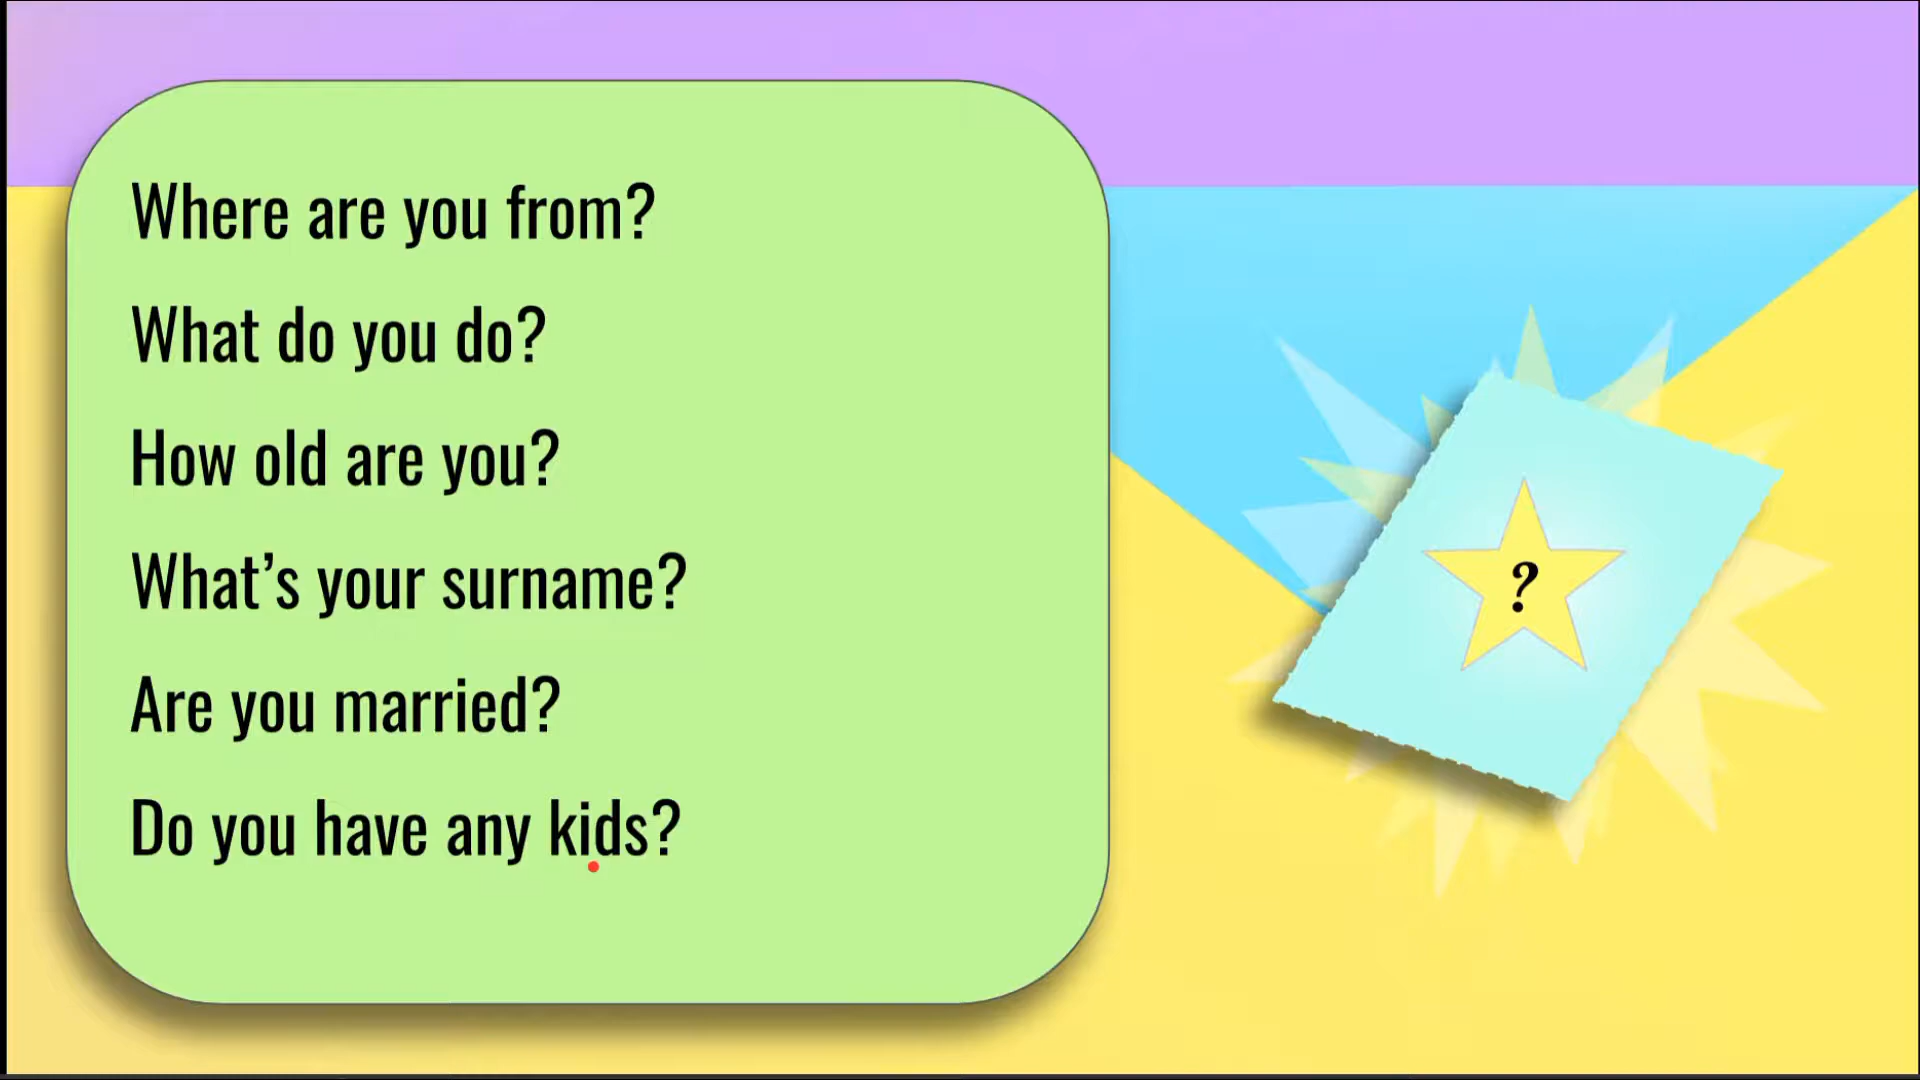 Where are you from?
What do you do?
How old are you?
What’s your surname?
Are you married?
Do you have any kids?
?